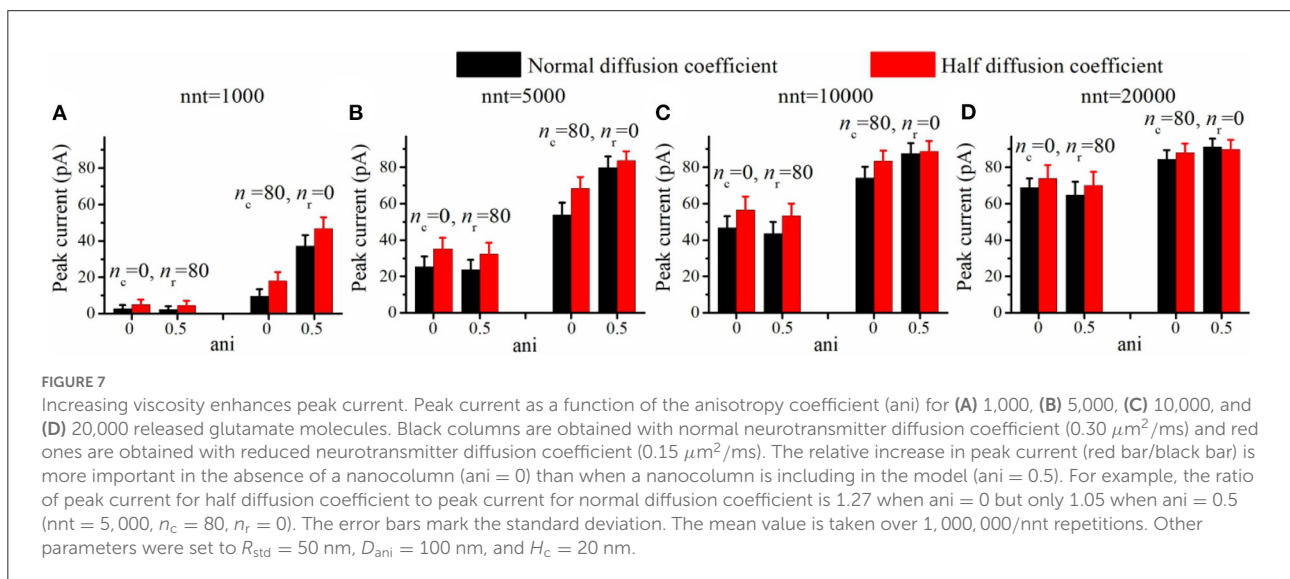 Normal diffusion coefficient
Half diffusion coefficient
A
nnt=1000
Peak current (pA)
80
60
40
20
0
n_c=0, n_r=80
n_c=80, n_r=0
0
0.5
0
0.5
ani
B
nnt=5000
Peak current (pA)
80
60
40
20
0
n_c=0, n_r=80
n_c=80, n_r=0
0
0.5
0
0.5
ani
C
nnt=10000
Peak current (pA)
80
60
40
20
0
n_c=0, n_r=80
n_c=80, n_r=0
0
0.5
0
0.5
ani
D
nnt=20000
Peak current (pA)
80
60
40
20
0
n_c=0, n_r=80
n_c=80, n_r=0
0
0.5
0
0.5
ani
FIGURE 7
Increasing viscosity enhances peak current. Peak current as a function of the anisotropy coefficient (ani) for (A) 1,000, (B) 5,000, (C) 10,000, and
(D) 20,000 released glutamate molecules. Black columns are obtained with normal neurotransmitter diffusion coefficient (0.30 μm²/ms) and red
ones are obtained with reduced neurotransmitter diffusion coefficient (0.15 μm²/ms). The relative increase in peak current (red bar/black bar) is
more important in the absence of a nanocolumn (ani = 0) than when a nanocolumn is including in the model (ani = 0.5). For example, the ratio
of peak current for half diffusion coefficient to peak current for normal diffusion coefficient is 1.27 when ani = 0 but only 1.05 when ani = 0.5
(nnt = 5,000, n_c = 80, n_r = 0). The error bars mark the standard deviation. The mean value is taken over 1,000,000/nnt repetitions. Other
parameters were set to R_std = 50 nm, D_ani = 100 nm, and H_c = 20 nm.